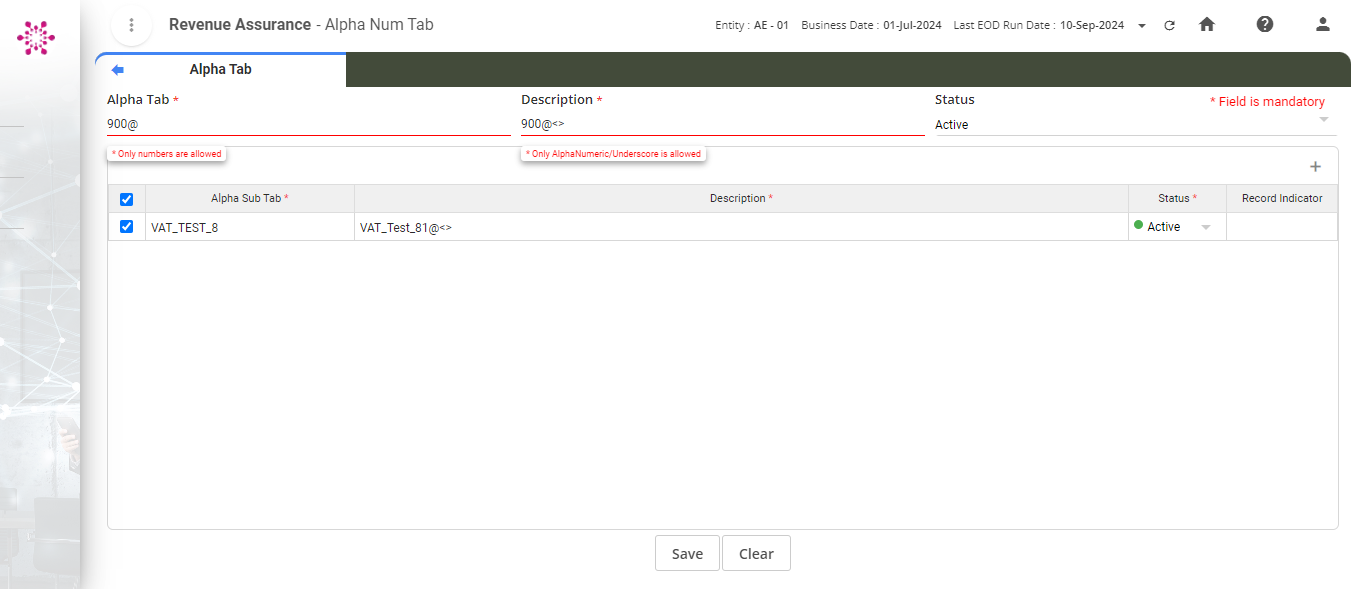 Revenue Assurance - Alpha Num Tab
Entity : AE - 01 Business Date : 01-Jul-2024 Last EOD Run Date : 10-Sep-2024
Alpha Tab
Alpha Tab * Description * Status * Field is mandatory
900@ 900@<> Active
* Only numbers are allowed * Only AlphaNumeric/Underscore is allowed
+
Alpha Sub Tab * Description * Status * Record Indicator
VAT_TEST_8 VAT_Test_81@<> Active
Save Clear